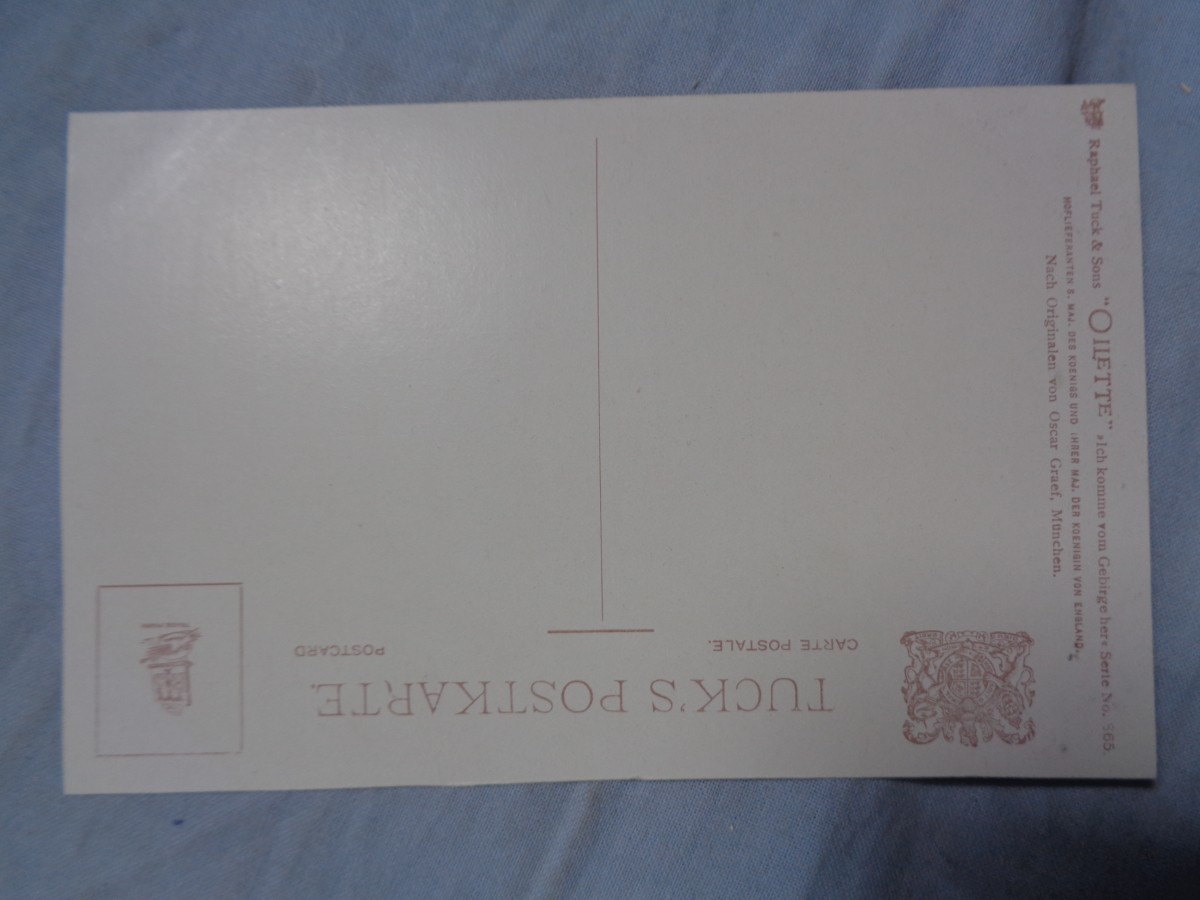 TUCK'S POSTKARTE.
CARTE POSTALE.
POSTCARD
Raphael Tuck & Sons "OILETTE" »Ich komme vom Gebirge her« Serie No.
HOFLIEFERANTEN S. MAJ. DES KOENIGS UND IHRER MAJ. DER KOENIGIN VON ENGLAND.
Nach Originalen von Oscar Graef, München.